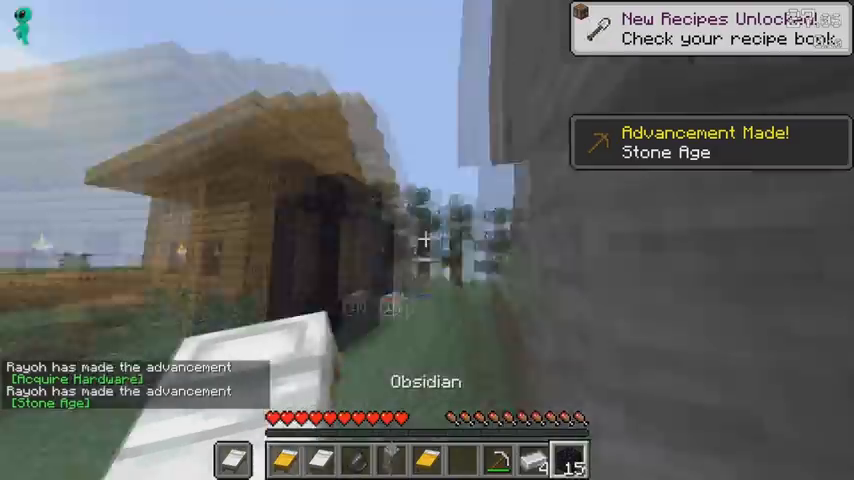 New Recipes Unlocked!
Check your recipe book
Advancement Made!
Stone Age
Rayoh has made the advancement
[Acquire Hardware]
Rayoh has made the advancement
[Stone Age]
Obsidian
4
15